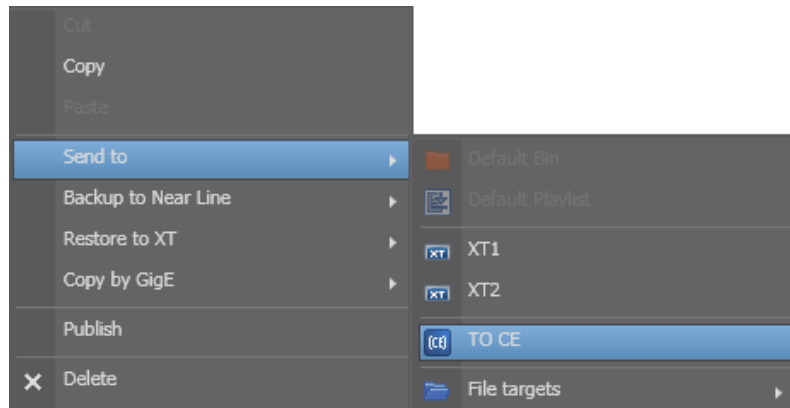 Cut
Copy
Paste
Send to
Backup to Near Line
Restore to XT
Copy by GigE
Publish
Delete
Default Bin
Default Playlist
XT XT1
XT XT2
(CE) TO CE
File targets